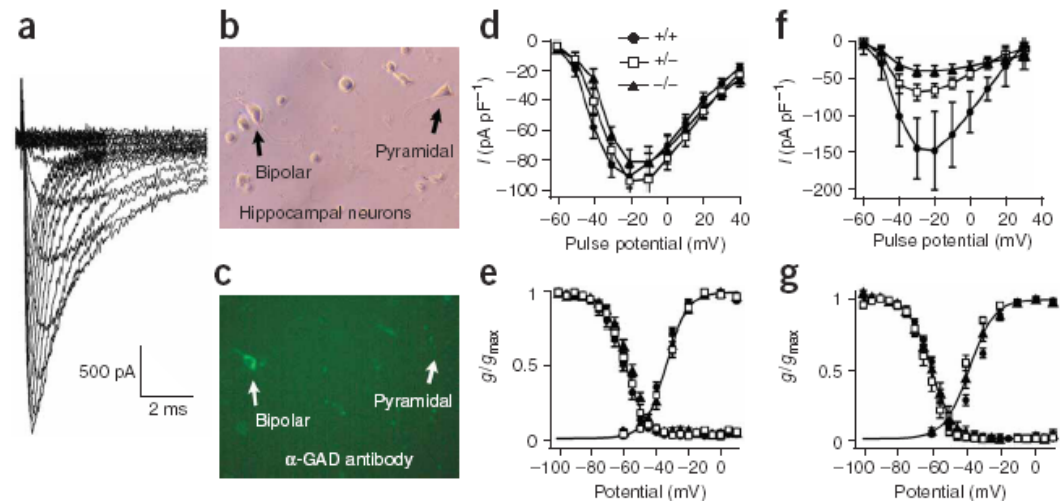 a
500 pA
2 ms
b
Bipolar
Pyramidal
Hippocampal neurons
c
Bipolar
Pyramidal
α-GAD antibody
d
+/+
+/−
−/−
0
−20
−40
−60
−80
−100
I (pA pF−1)
−60 −40 −20 0 20 40
Pulse potential (mV)
e
1
0.5
0
g/gmax
−100 −80 −60 −40 −20 0
Potential (mV)
f
0
−50
−100
−150
−200
I (pA pF−1)
−60 −40 −20 0 20 40
Pulse potential (mV)
g
1
0.5
0
g/gmax
−100 −80 −60 −40 −20 0
Potential (mV)